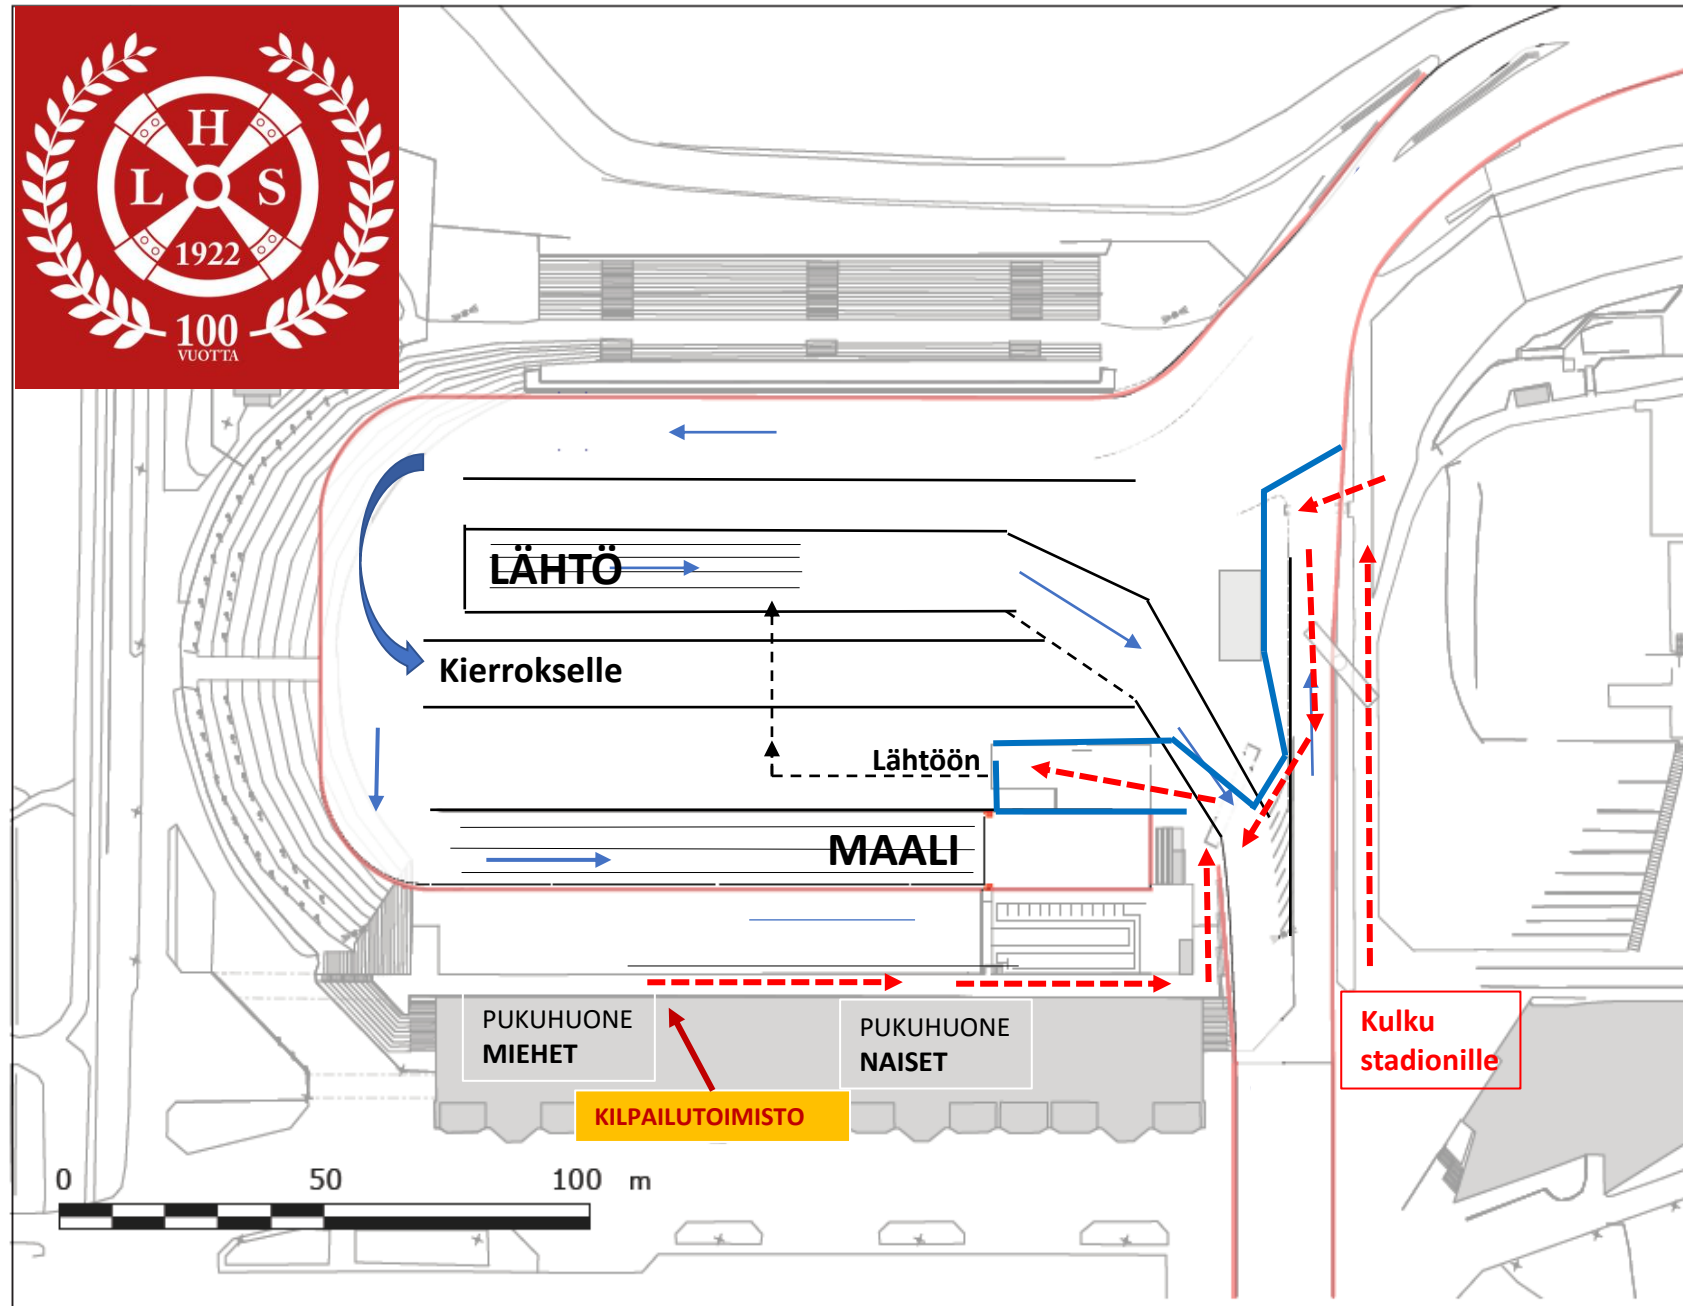 H
L S
1922
100
VUOTTA
LÄHTÖ
Kierrokselle
Lähtöön
MAALI
PUKUHUONE
MIEHET
PUKUHUONE
NAISET
Kulku
stadionille
KILPAILUTOIMISTO
0 50 100 m